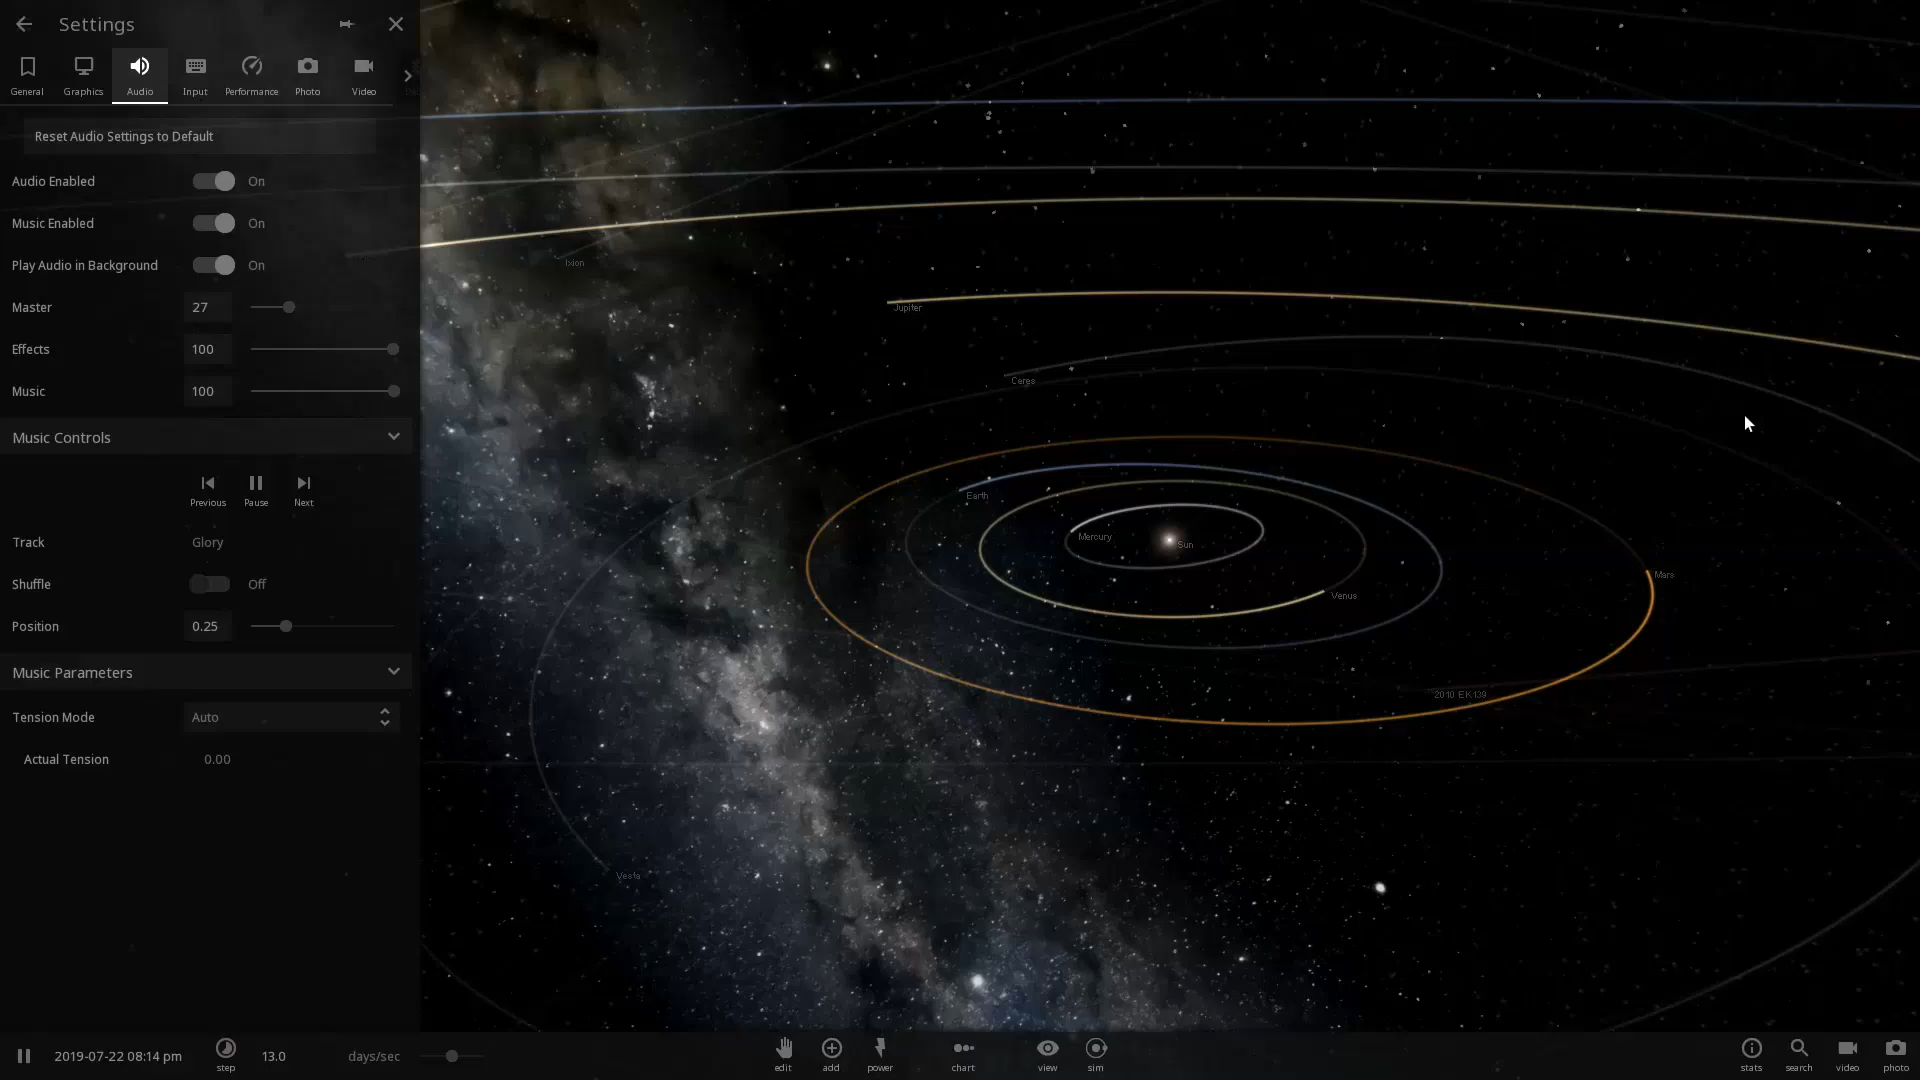 Settings
General
Graphics
Audio
Input
Performance
Photo
Video
Reset Audio Settings to Default
Audio Enabled On
Music Enabled On
Play Audio in Background On
Master 27
Effects 100
Music 100
Music Controls
Previous
Pause
Next
Track Glory
Shuffle Off
Position 0.25
Music Parameters
Tension Mode Auto
Actual Tension 0.00
Ixion
Jupiter
Ceres
Earth
Mercury
Sun
Mars
Venus
2010 EK139
Vesta
2019-07-22 08:14 pm
step
13.0
days/sec
edit
add
power
chart
view
sim
stats
search
video
photo